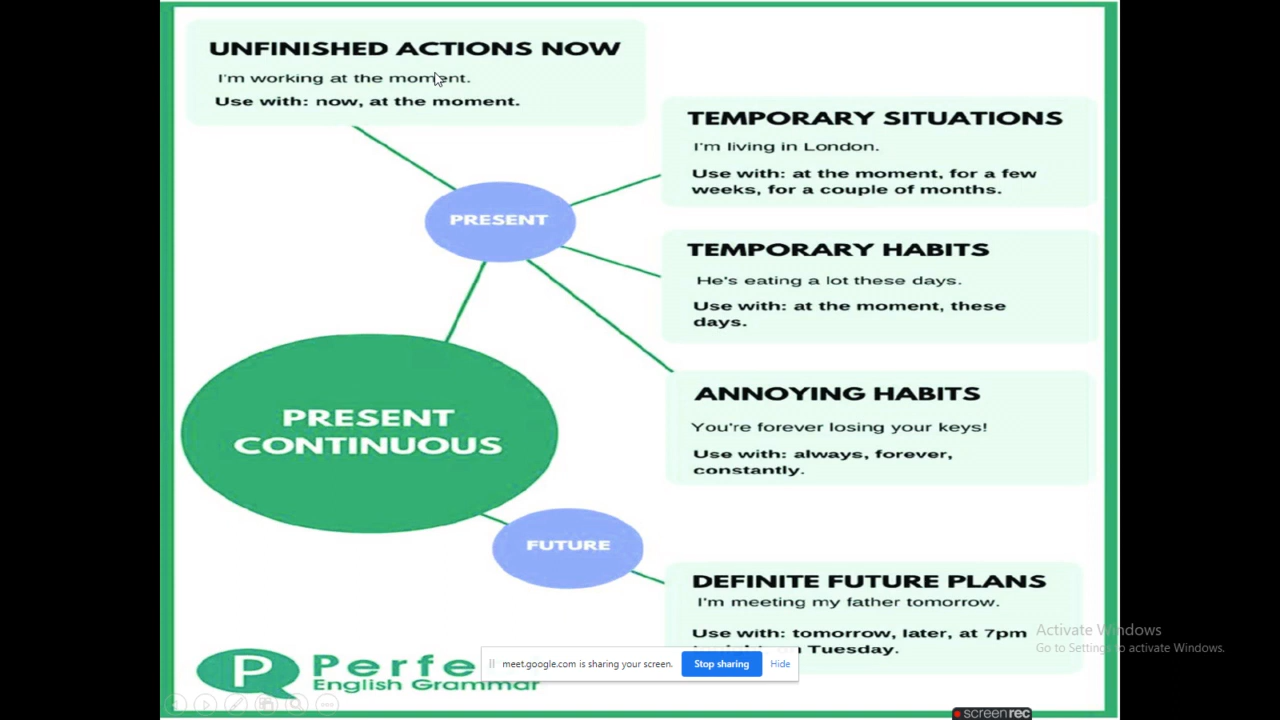 UNFINISHED ACTIONS NOW
I'm working at the moment.
Use with: now, at the moment.
TEMPORARY SITUATIONS
I'm living in London.
Use with: at the moment, for a few
weeks, for a couple of months.
PRESENT
TEMPORARY HABITS
He's eating a lot these days.
Use with: at the moment, these
days.
PRESENT
CONTINUOUS
ANNOYING HABITS
You're forever losing your keys!
Use with: always, forever,
constantly.
FUTURE
DEFINITE FUTURE PLANS
I'm meeting my father tomorrow.
Use with: tomorrow, later, at 7pm
Tuesday.
Activate Windows
Go to Settings to activate Windows.
meet.google.com is sharing your screen.
Stop sharing
Hide
P
English Grammar
screenrec